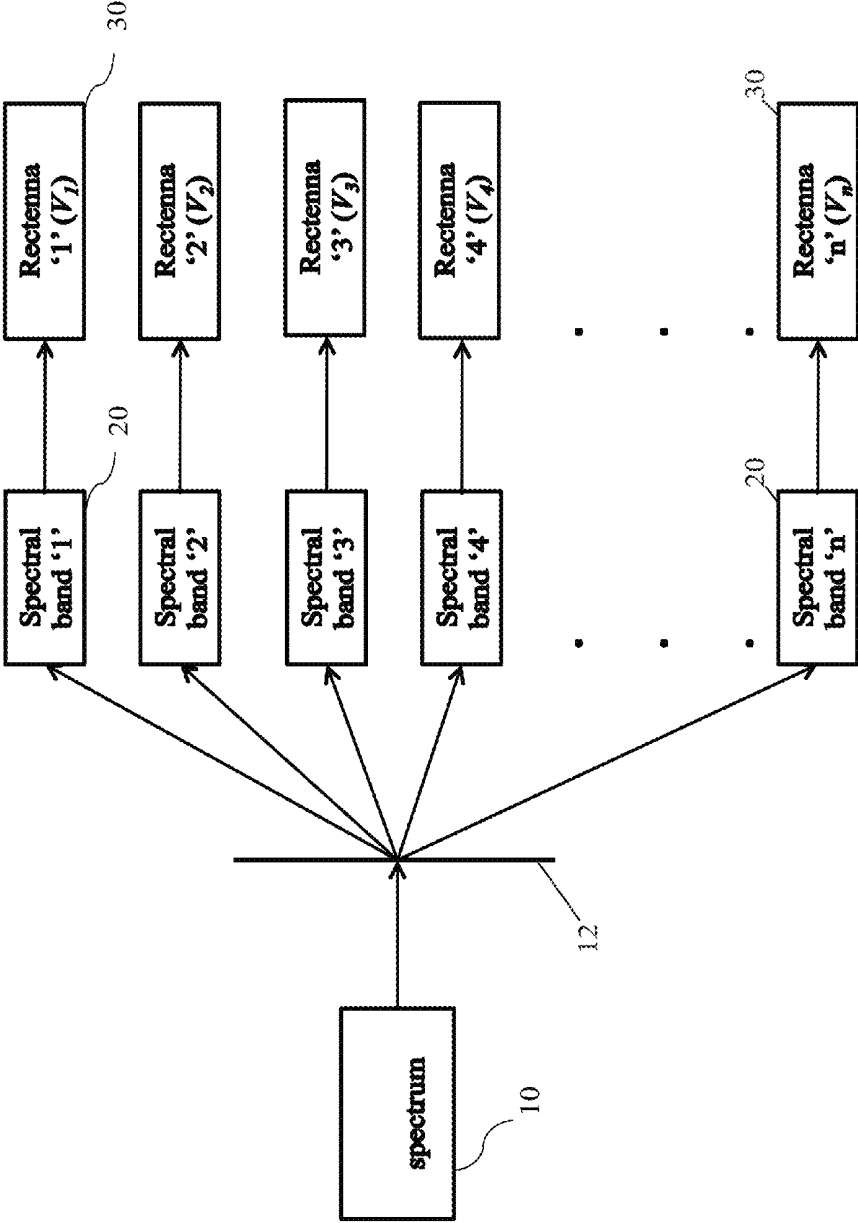 spectrum
10
12
Spectral
band ‘1’
20
Rectenna
‘1’ (V1)
30
Spectral
band ‘2’
Rectenna
‘2’ (V2)
Spectral
band ‘3’
Rectenna
‘3’ (V3)
Spectral
band ‘4’
Rectenna
‘4’ (V4)
. . .
. . .
Spectral
band ‘n’
20
Rectenna
‘n’ (Vn)
30